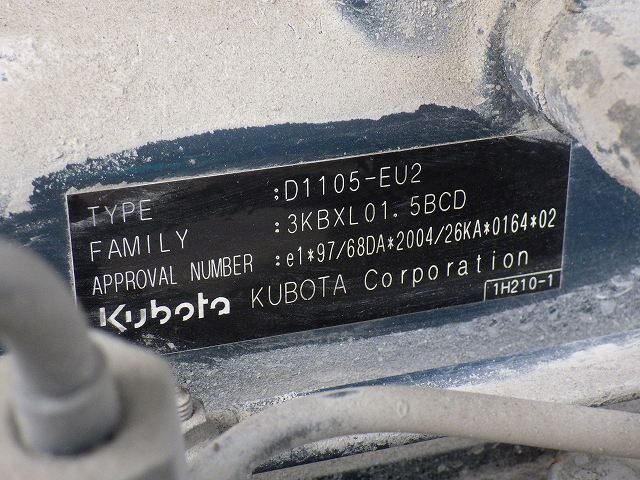 TYPE :D1105-EU2
FAMILY :3KBXL01.5BCD
APPROVAL NUMBER :e1*97/68DA*2004/26KA*0164*02
Kubota KUBOTA Corporation
1H210-1